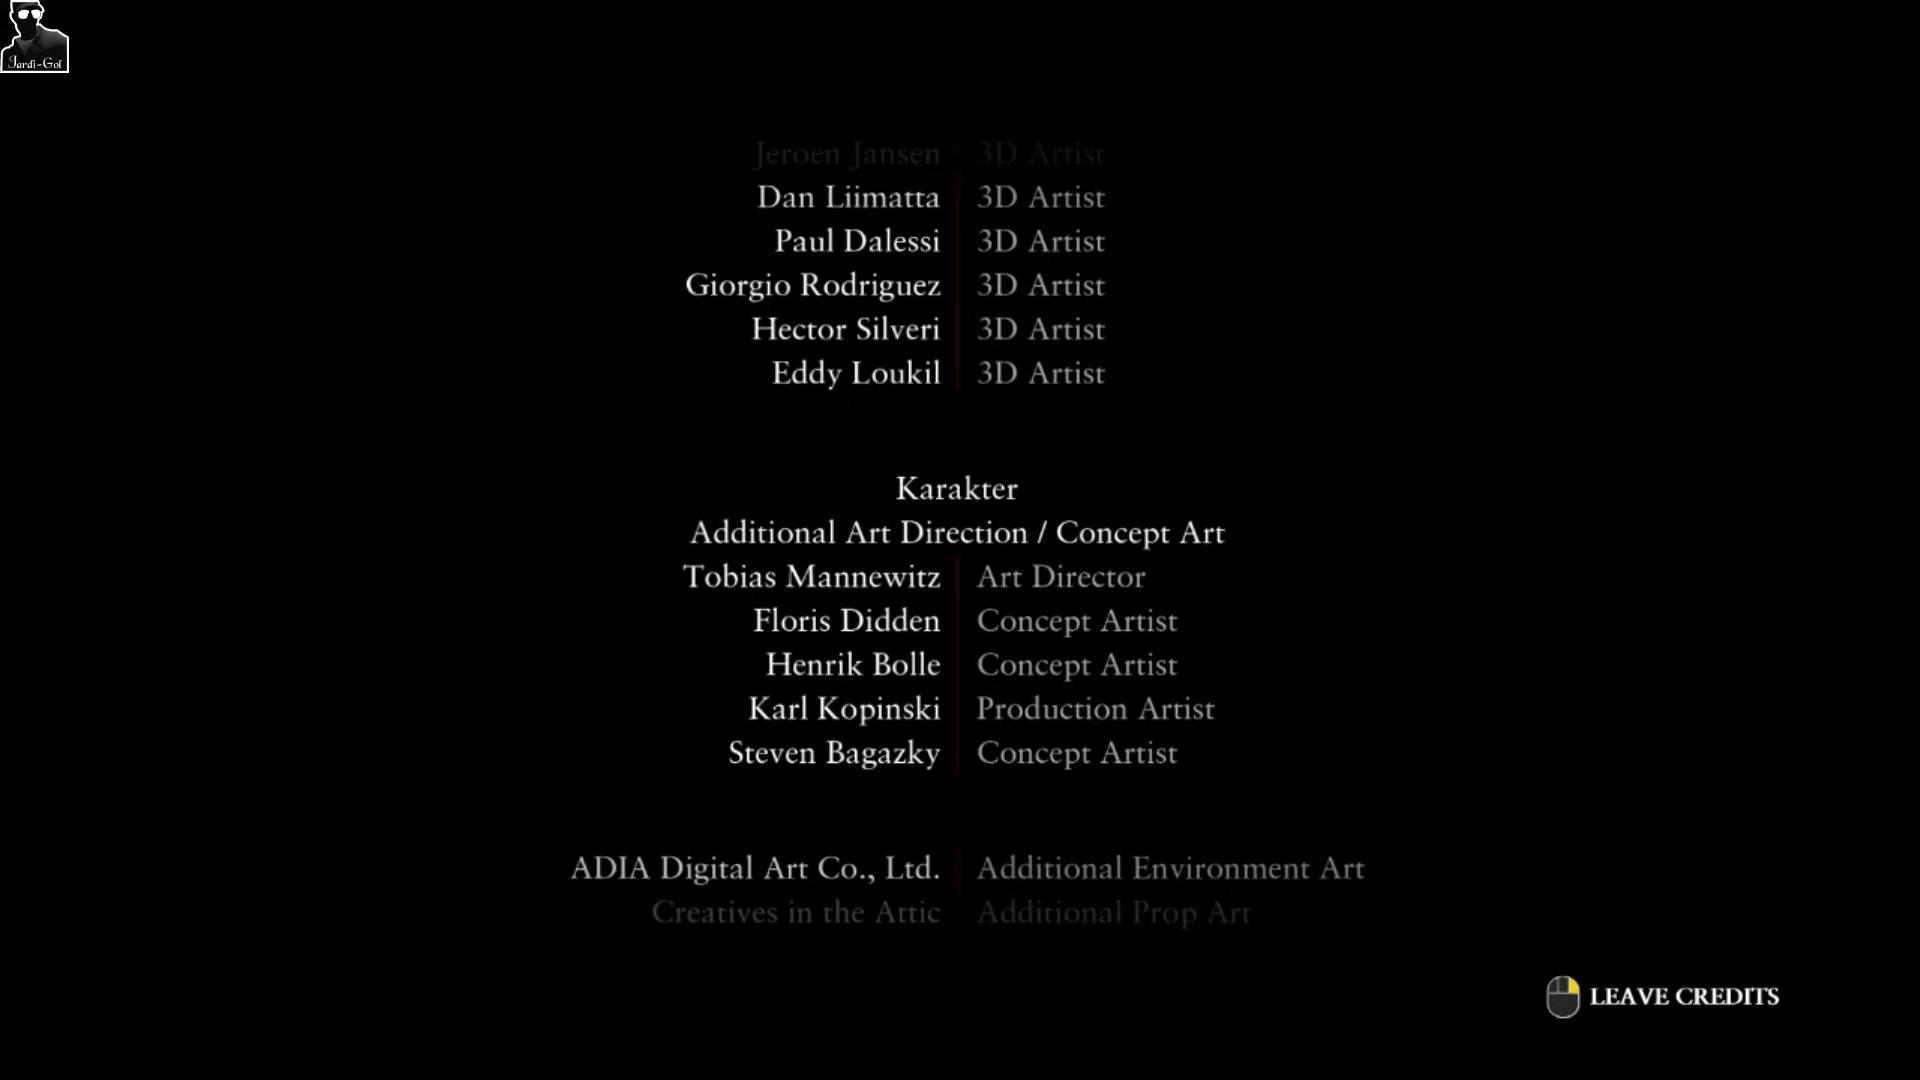 Jardi-Gol
Jeroen Jansen 3D Artist
Dan Liimatta 3D Artist
Paul Dalessi 3D Artist
Giorgio Rodriguez 3D Artist
Hector Silveri 3D Artist
Eddy Loukil 3D Artist
Karakter
Additional Art Direction / Concept Art
Tobias Mannewitz Art Director
Floris Didden Concept Artist
Henrik Bolle Concept Artist
Karl Kopinski Production Artist
Steven Bagazky Concept Artist
ADIA Digital Art Co., Ltd. Additional Environment Art
Creatives in the Attic Additional Prop Art
LEAVE CREDITS